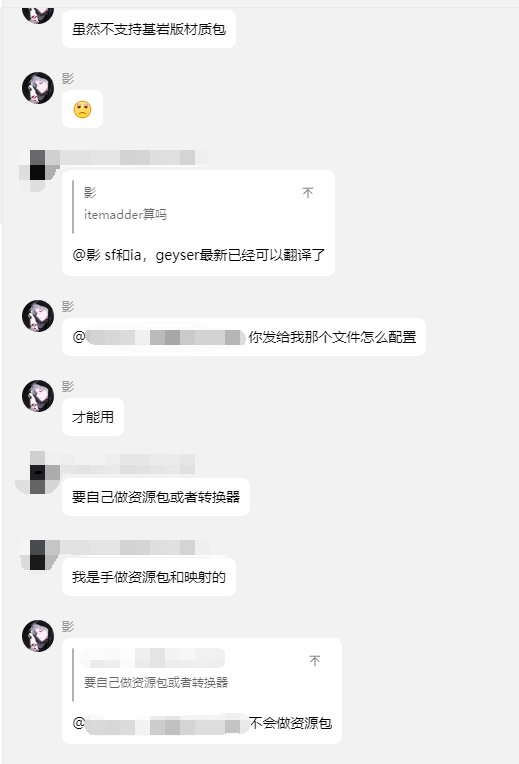 虽然不支持基岩版材质包
影
影
itemadder算吗
@影 sf和ia，geyser最新已经可以翻译了
影
@ 你发给我那个文件怎么配置
影
才能用
要自己做资源包或者转换器
我是手做资源包和映射的
影
要自己做资源包或者转换器
@ 不会做资源包